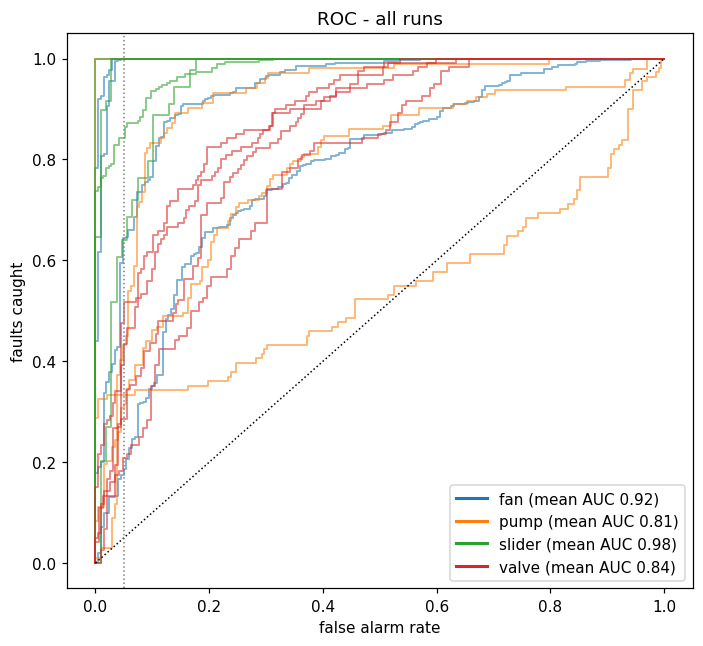 ROC - all runs
faults caught
1.0
0.8
0.6
0.4
0.2
0.0
fan (mean AUC 0.92)
pump (mean AUC 0.81)
slider (mean AUC 0.98)
valve (mean AUC 0.84)
0.0 0.2 0.4 0.6 0.8 1.0
false alarm rate